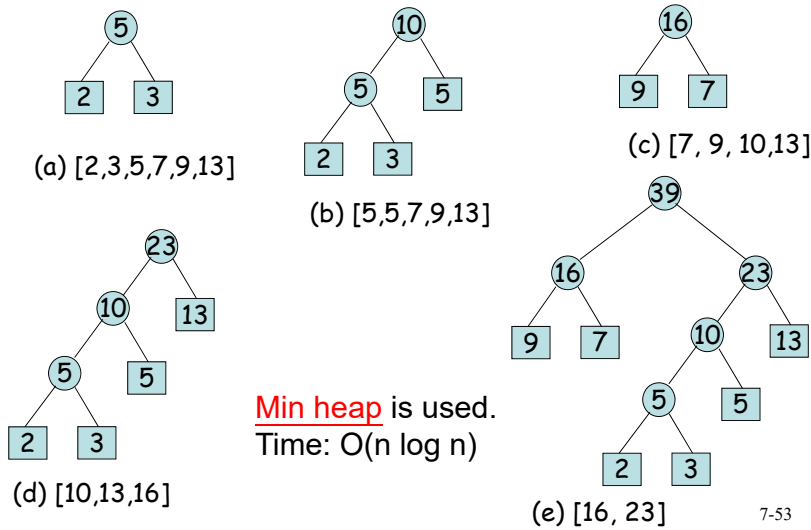 5
2 3
(a) [2,3,5,7,9,13]
10
5 5
2 3
(b) [5,5,7,9,13]
16
9 7
(c) [7, 9, 10,13]
23
10 13
5 5
2 3
(d) [10,13,16]
Min heap is used.
Time: O(n log n)
39
16 23
9 7 10 13
5 5
2 3
(e) [16, 23]
7-53